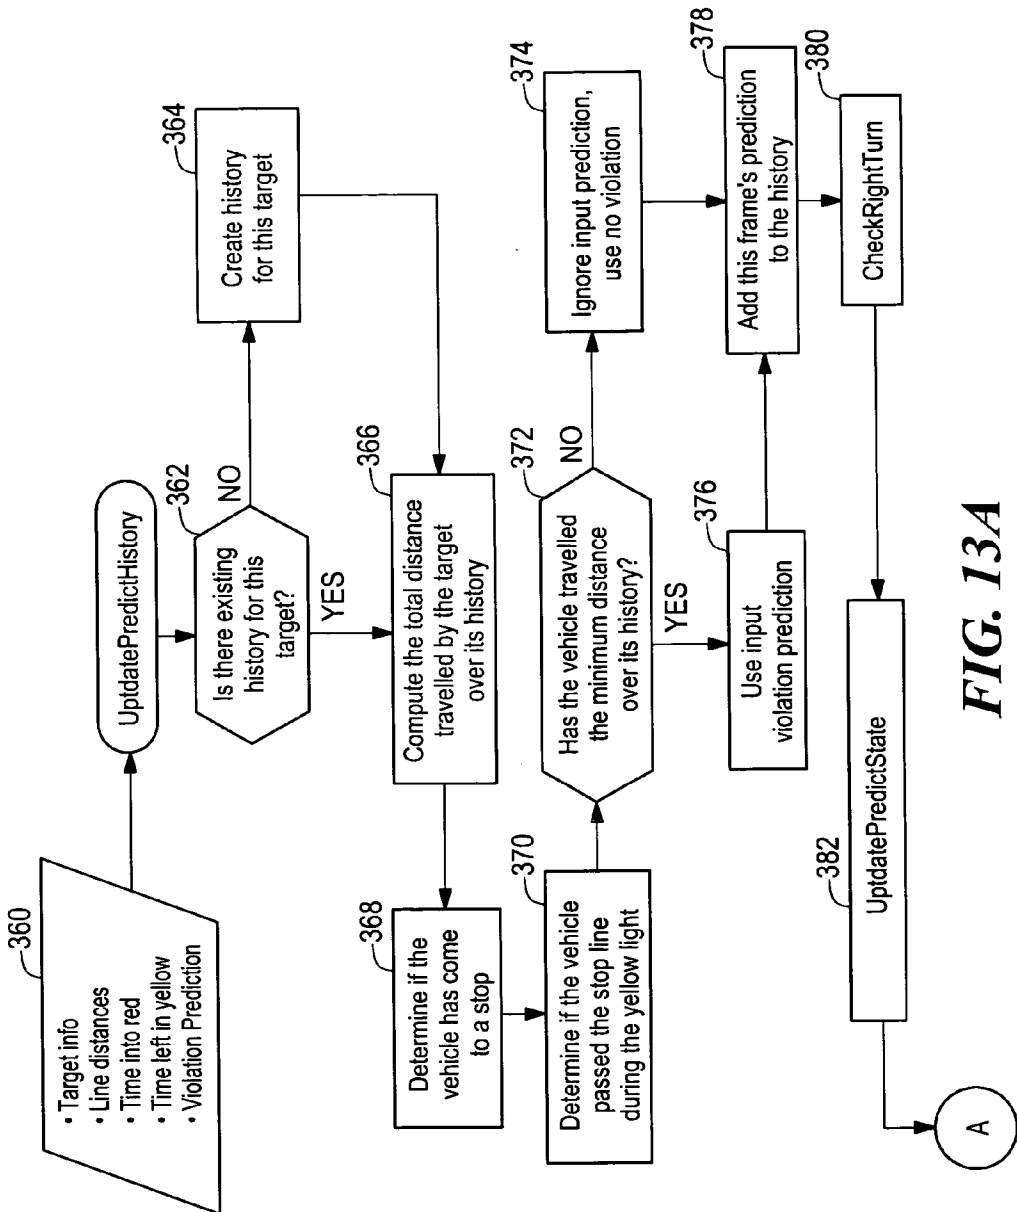 360
• Target info
• Line distances
• Time into red
• Time left in yellow
• Violation Prediction
UptdatePredictHistory
362
Is there existing
history for this
target?
NO
YES
364
Create history
for this target
366
Compute the total distance
travelled by the target
over its history
368
Determine if the
vehicle has come
to a stop
370
Determine if the vehicle
passed the stop line
during the yellow light
372
Has the vehicle travelled
the minimum distance
over its history?
NO
YES
374
Ignore input prediction,
use no violation
376
Use input
violation prediction
378
Add this frame's prediction
to the history
380
CheckRightTurn
382
UptdatePredictState
A
FIG. 13A